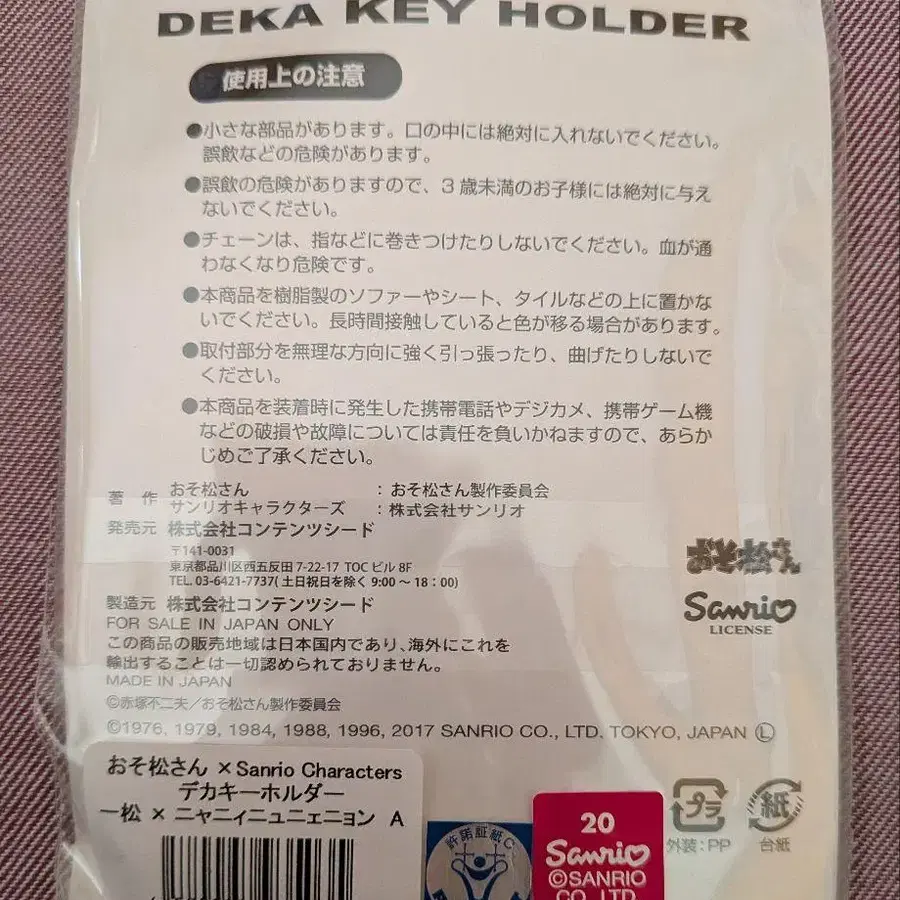 DEKA KEY HOLDER
使用上の注意
●小さな部品があります。口の中には絶対に入れないでください。
誤飲などの危険があります。
●誤飲の危険がありますので、3歳未満のお子様には絶対に与え
ないでください。
●チェーンは、指などに巻きつけたりしないでください。血が通
わなくなり危険です。
●本商品を樹脂製のソファーやシート、タイルなどの上に置かな
いでください。長時間接触していると色が移る場合があります。
●取付部分を無理な方向に強く引っ張ったり、曲げたりしないで
ください。
●本商品を装着時に発生した携帯電話やデジカメ、携帯ゲーム機
などの破損や故障については責任を負いかねますので、あらか
じめご了承ください。
著 作 おそ松さん : おそ松さん製作委員会
サンリオキャラクターズ : 株式会社サンリオ
発売元 株式会社コンテンツシード
〒141-0031
東京都品川区西五反田 7-22-17 TOC ビル 8F
TEL. 03-6421-7737( 土日祝日を除く 9:00 〜 18:00)
製造元 株式会社コンテンツシード
FOR SALE IN JAPAN ONLY
この商品の販売地域は日本国内であり、海外にこれを
輸出することは一切認められておりません。
MADE IN JAPAN
©赤塚不二夫/おそ松さん製作委員会
©1976, 1979, 1984, 1988, 1996, 2017 SANRIO CO., LTD. TOKYO, JAPAN Ⓛ
おそ松さん
Sanrio
LICENSE
おそ松さん ×Sanrio Characters
デカキーホルダー
一松 × ニャニィニュニェニョン A
許諾証紙C
20
Sanrio
©SANRIO
CO., LTD.
プラ
外装:PP
紙
台紙